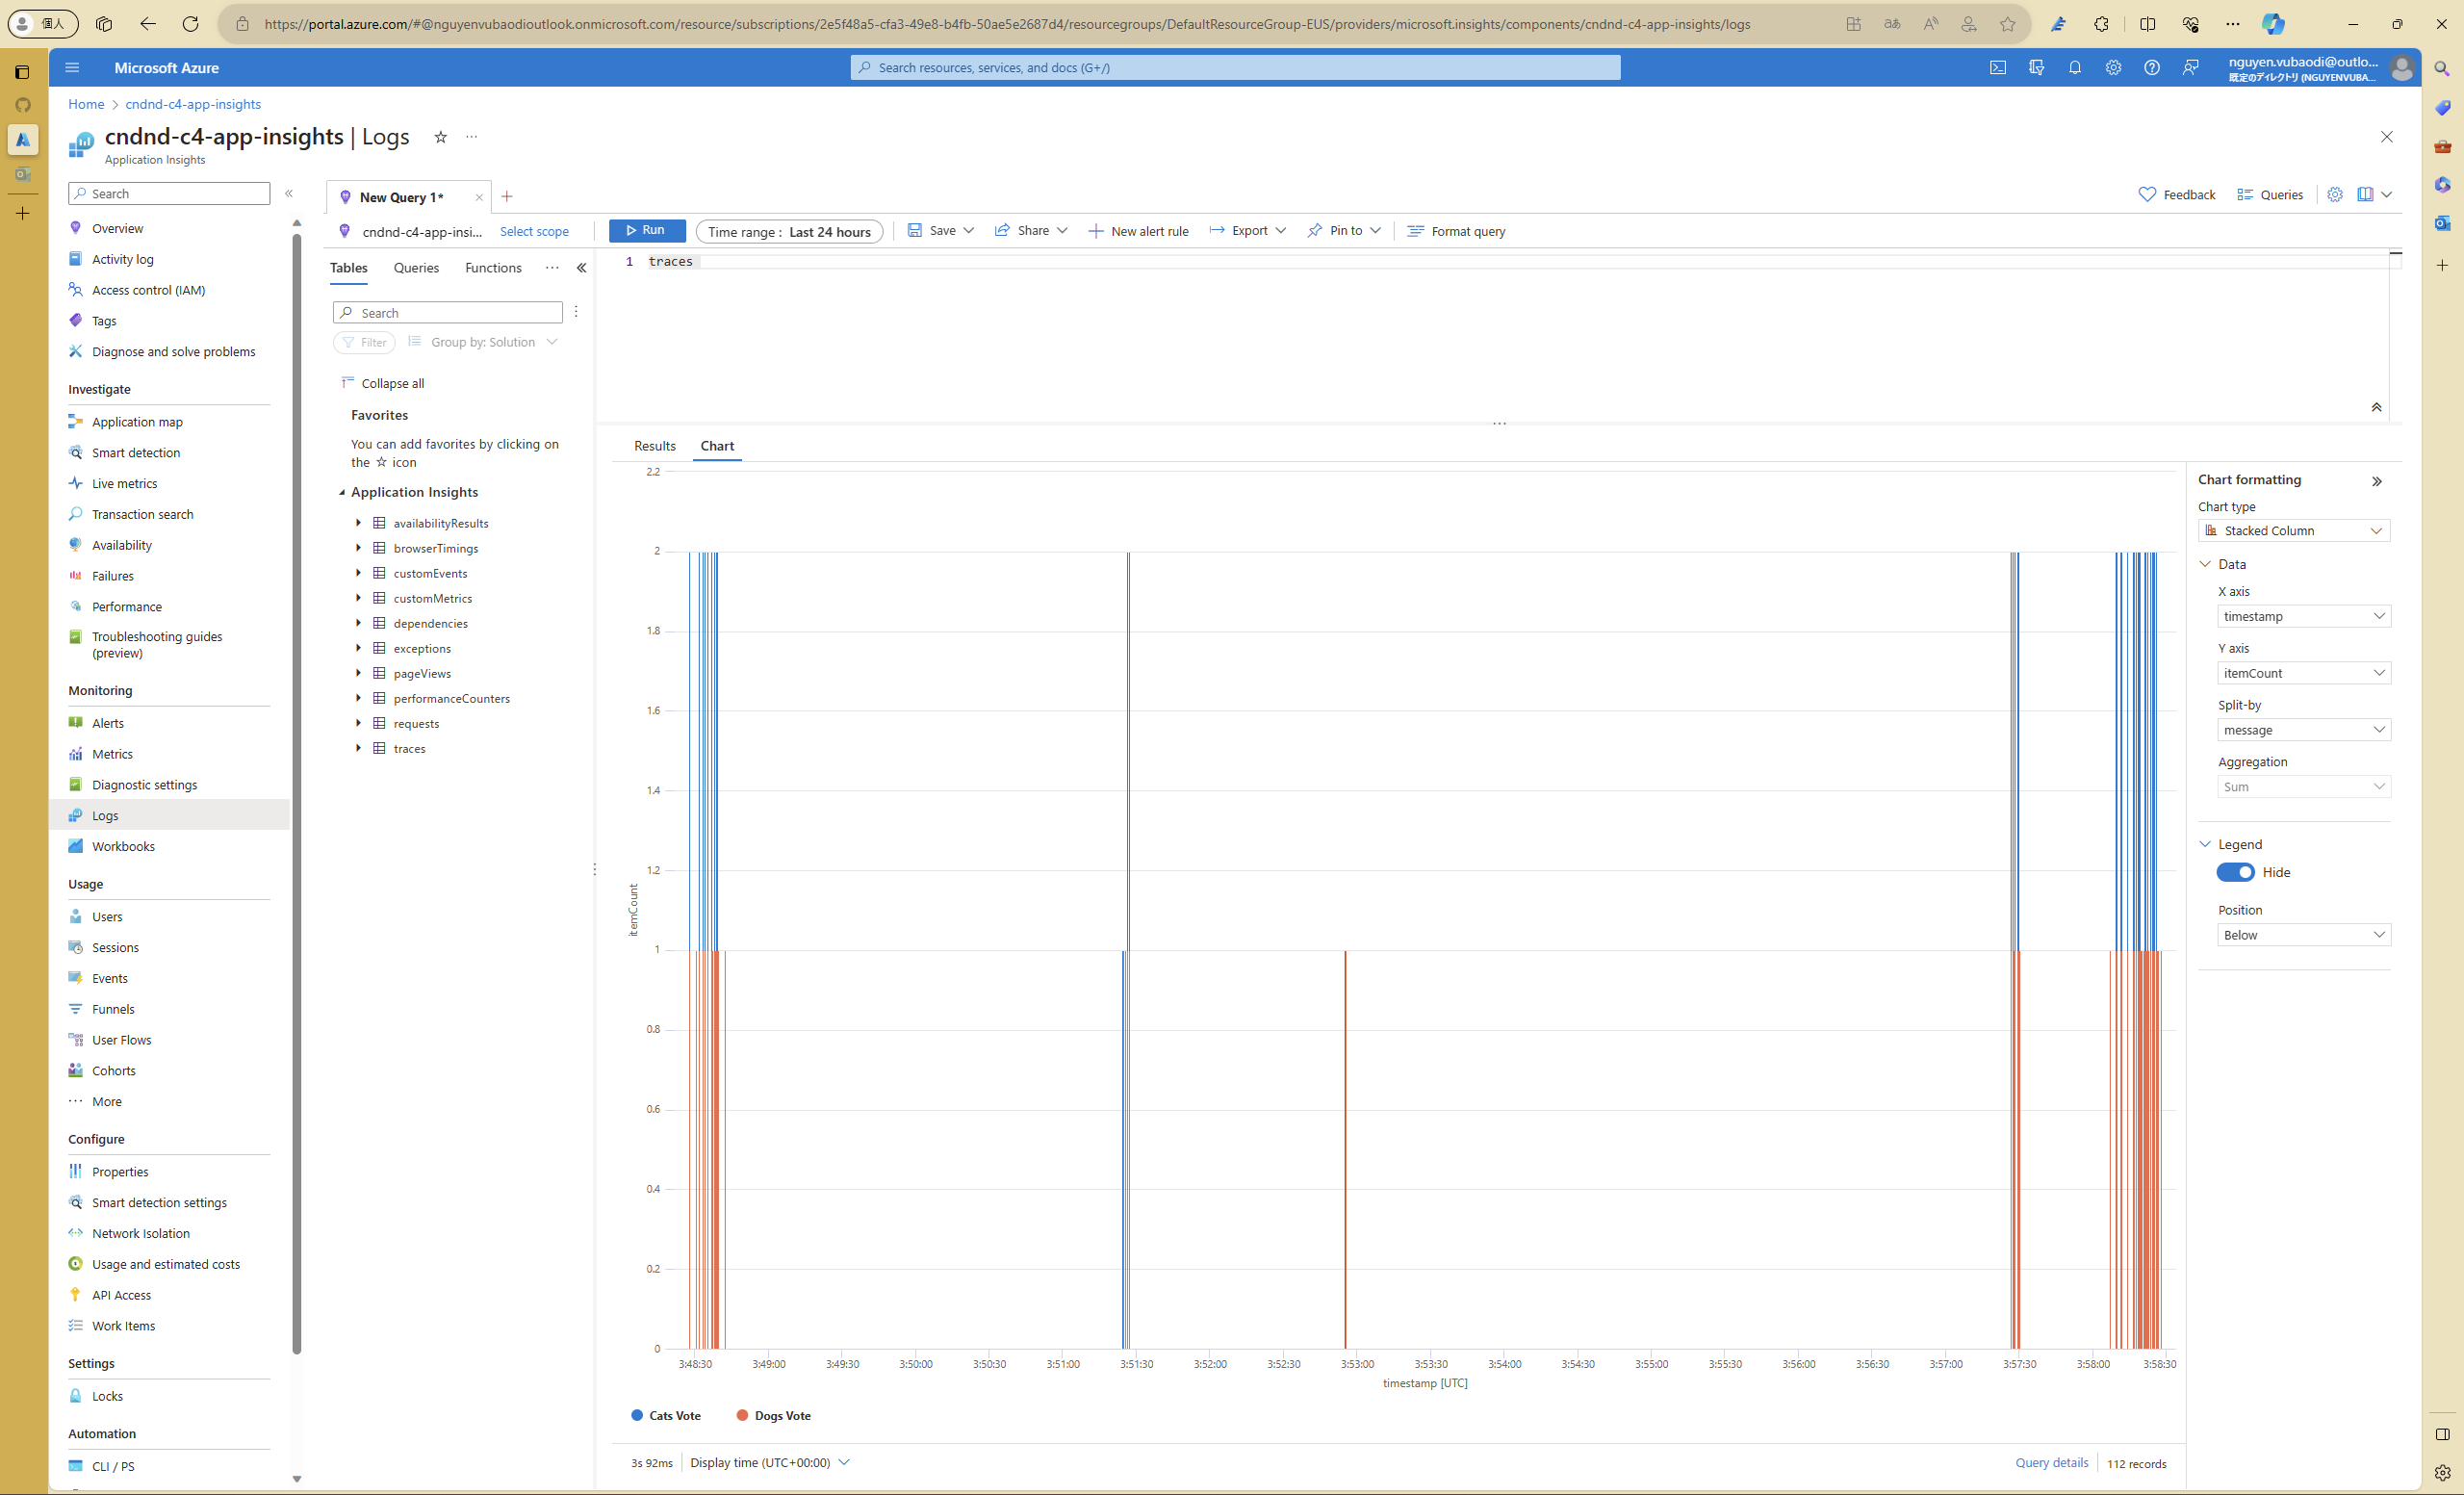 個人
https://portal.azure.com/#@nguyenvubaodioutlook.onmicrosoft.com/resource/subscriptions/2e5f48a5-cfa3-49e8-b4fb-50ae5e2687d4/resourcegroups/DefaultResourceGroup-EUS/providers/microsoft.insights/components/cndnd-c4-app-insights/logs
Microsoft Azure
Search resources, services, and docs (G+/)
nguyen.vubaodi@outlo...
既定のディレクトリ (NGUYENVUBA...
Home > cndnd-c4-app-insights
cndnd-c4-app-insights | Logs
Application Insights
Search
Overview
Activity log
Access control (IAM)
Tags
Diagnose and solve problems
Investigate
Application map
Smart detection
Live metrics
Transaction search
Availability
Failures
Performance
Troubleshooting guides
(preview)
Monitoring
Alerts
Metrics
Diagnostic settings
Logs
Workbooks
Usage
Users
Sessions
Events
Funnels
User Flows
Cohorts
More
Configure
Properties
Smart detection settings
Network Isolation
Usage and estimated costs
API Access
Work Items
Settings
Locks
Automation
CLI / PS
New Query 1*
Feedback
Queries
cndnd-c4-app-insi...
Select scope
Run
Time range : Last 24 hours
Save
Share
New alert rule
Export
Pin to
Format query
Tables
Queries
Functions
Search
Filter
Group by: Solution
Collapse all
Favorites
You can add favorites by clicking on
the ☆ icon
Application Insights
availabilityResults
browserTimings
customEvents
customMetrics
dependencies
exceptions
pageViews
performanceCounters
requests
traces
1 traces
Results
Chart
2.2
2
1.8
1.6
1.4
1.2
1
0.8
0.6
0.4
0.2
0
itemCount
3:48:30 3:49:00 3:49:30 3:50:00 3:50:30 3:51:00 3:51:30 3:52:00 3:52:30 3:53:00 3:53:30 3:54:00 3:54:30 3:55:00 3:55:30 3:56:00 3:56:30 3:57:00 3:57:30 3:58:00 3:58:30
timestamp [UTC]
Cats Vote
Dogs Vote
3s 92ms
Display time (UTC+00:00)
Query details
112 records
Chart formatting
Chart type
Stacked Column
Data
X axis
timestamp
Y axis
itemCount
Split-by
message
Aggregation
Sum
Legend
Hide
Position
Below